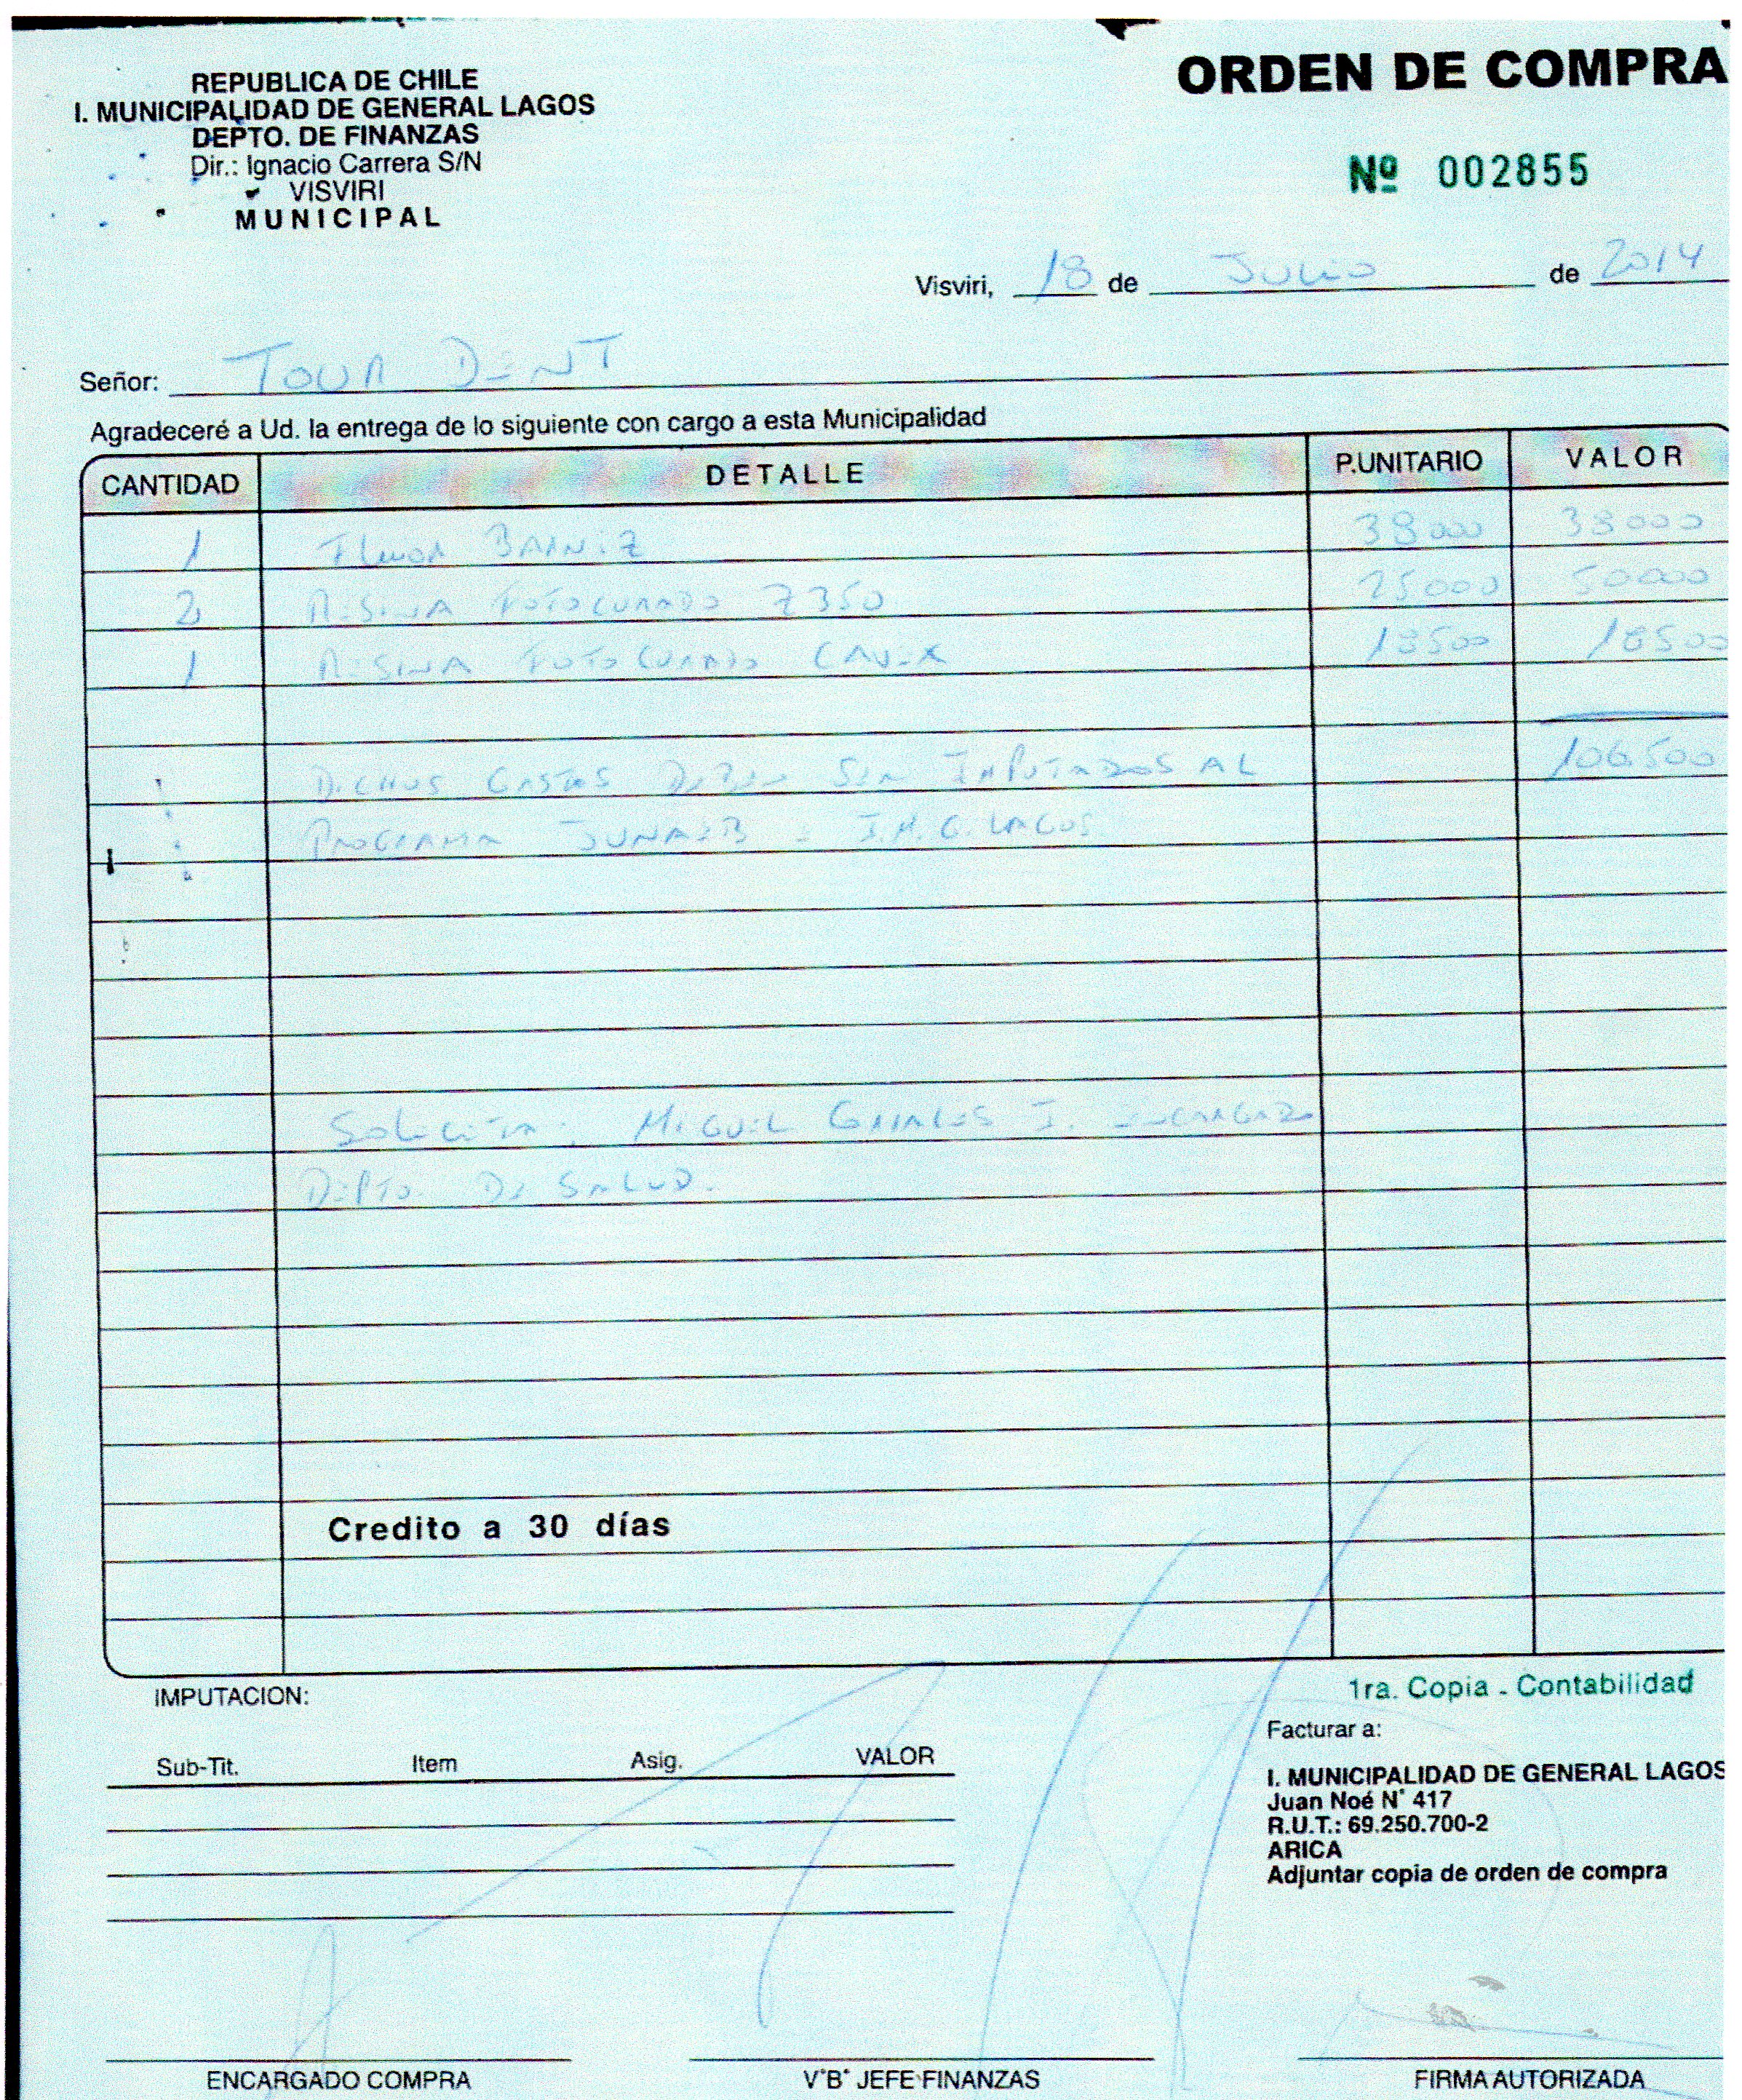 REPUBLICA DE CHILE
I. MUNICIPALIDAD DE GENERAL LAGOS
DEPTO. DE FINANZAS
Dir.: Ignacio Carrera S/N
VISVIRI
MUNICIPAL
ORDEN DE COMPRA
Nº 002855
Visviri, 18 de JULIO de 2014
Señor: TOUR DENT
Agradeceré a Ud. la entrega de lo siguiente con cargo a esta Municipalidad
CANTIDAD DETALLE P.UNITARIO VALOR
1 FLUOR BARNIZ 38000 38000
2 RESINA FOTOCURADO Z350 25000 50000
1 RESINA FOTOCURADO CAVEX 18500 18500
106.500
DICHOS GASTOS DEBEN SER IMPUTADOS AL
PROGRAMA JUNAEB - I.M.G. LAGOS.
SOLICITA: MIGUEL J. ENCARGADO
DEPTO. DE SALUD.
Credito a 30 días
IMPUTACION:
Sub-Tit. Item Asig. VALOR
1ra. Copia - Contabilidad
Facturar a:
I. MUNICIPALIDAD DE GENERAL LAGOS
Juan Noé N° 417
R.U.T.: 69.250.700-2
ARICA
Adjuntar copia de orden de compra
ENCARGADO COMPRA V°B° JEFE FINANZAS FIRMA AUTORIZADA